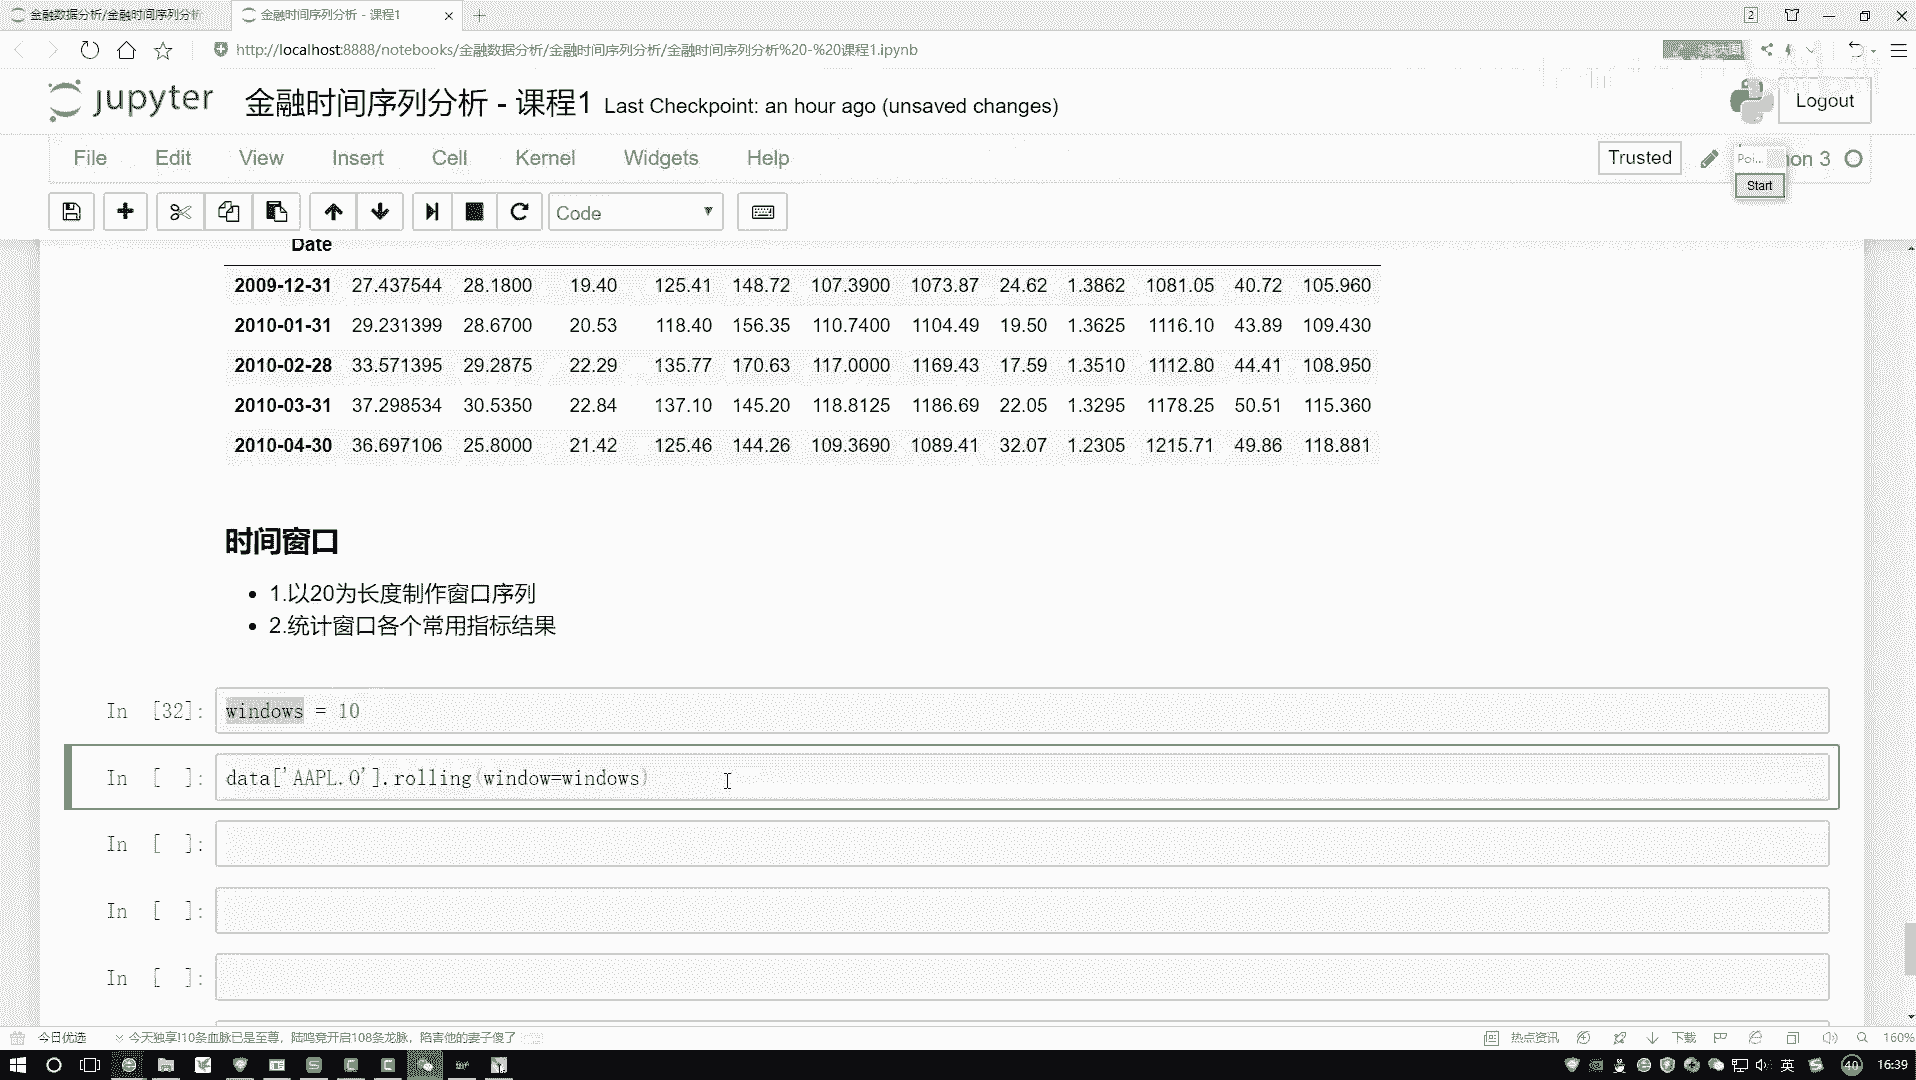 金融数据分析/金融时间序列分析
金融时间序列分析 - 课程1
2
http://localhost:8888/notebooks/金融数据分析/金融时间序列分析/金融时间序列分析%20-%20课程1.ipynb
jupyter 金融时间序列分析 - 课程1 Last Checkpoint: an hour ago (unsaved changes)
Logout
File Edit View Insert Cell Kernel Widgets Help
Trusted
Poi...
Start
Code
Date
2009-12-31 27.437544 28.1800 19.40 125.41 148.72 107.3900 1073.87 24.62 1.3862 1081.05 40.72 105.960
2010-01-31 29.231399 28.6700 20.53 118.40 156.35 110.7400 1104.49 19.50 1.3625 1116.10 43.89 109.430
2010-02-28 33.571395 29.2875 22.29 135.77 170.63 117.0000 1169.43 17.59 1.3510 1112.80 44.41 108.950
2010-03-31 37.298534 30.5350 22.84 137.10 145.20 118.8125 1186.69 22.05 1.3295 1178.25 50.51 115.360
2010-04-30 36.697106 25.8000 21.42 125.46 144.26 109.3690 1089.41 32.07 1.2305 1215.71 49.86 118.881
时间窗口
1.以20为长度制作窗口序列
2.统计窗口各个常用指标结果
In [32]: windows = 10
In [ ]: data['AAPL.O'].rolling(window=windows)
In [ ]:
In [ ]:
In [ ]:
今日优选 今天独享!10条血脉已是至尊，陆鸣竟开启108条龙脉，陷害他的妻子傻了
热点资讯 下载 160%
英 40 16:39